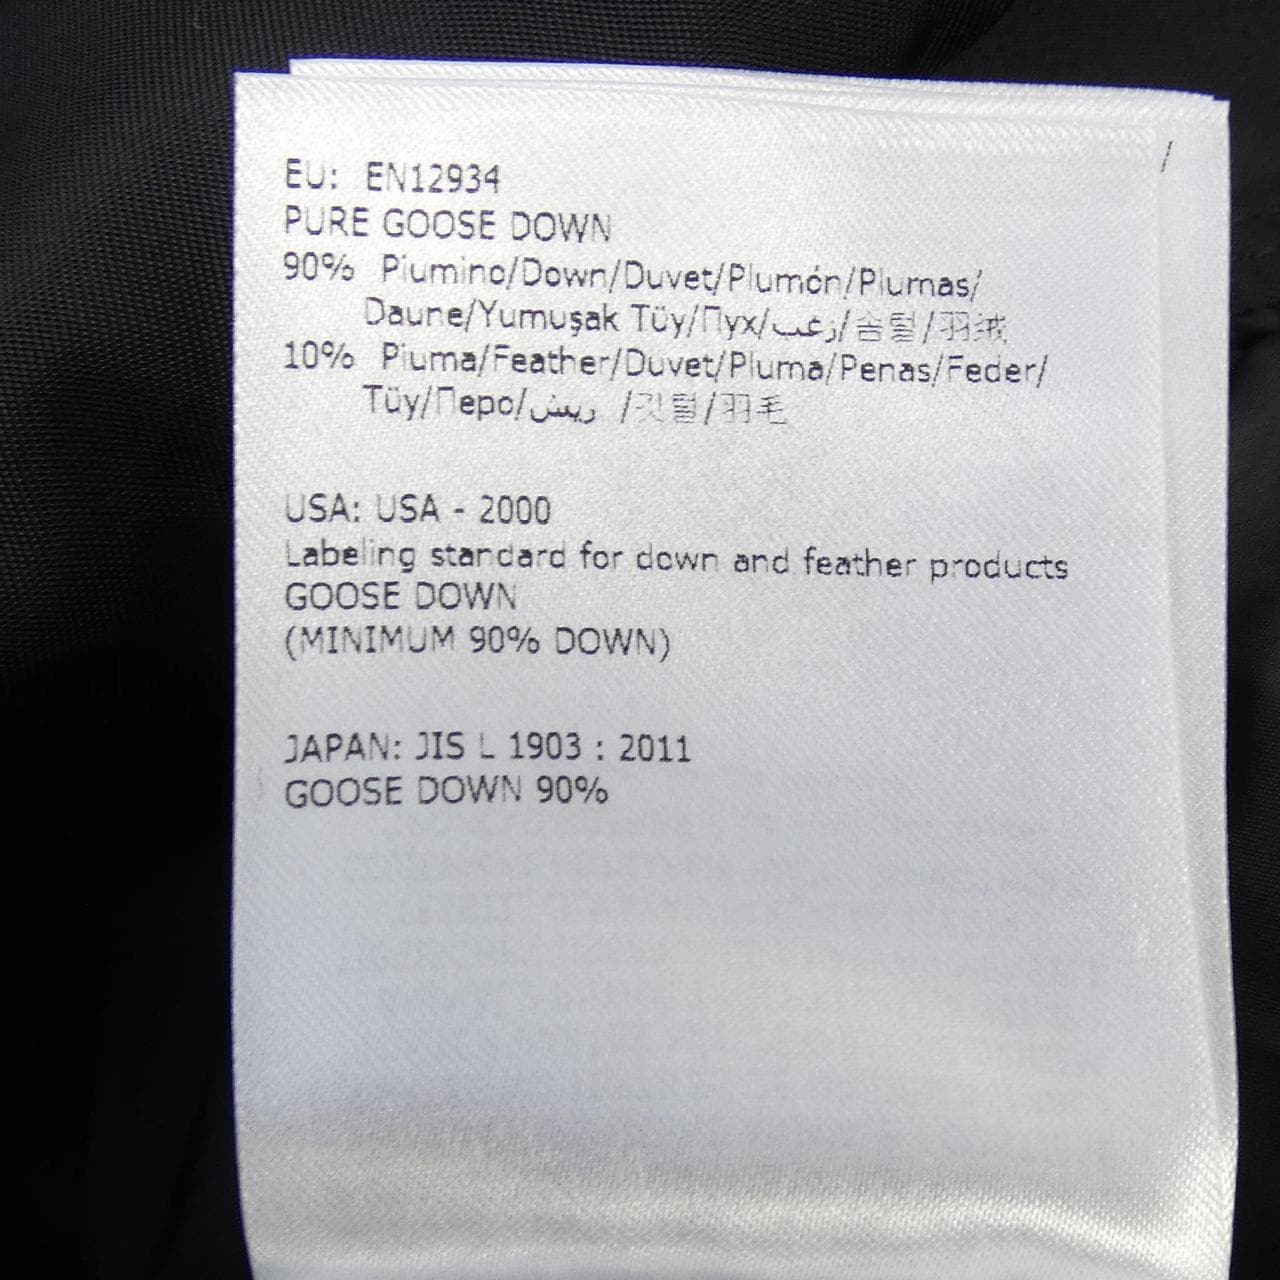 EU: EN12934
PURE GOOSE DOWN
90% Piumino/Down/Duvet/Plumón/Plumas/
Daune/Yumuşak Tüy/Пух/زغب/솜털/羽绒
10% Piuma/Feather/Duvet/Pluma/Penas/Feder/
Tüy/Перо/ريش /깃털/羽毛
USA: USA - 2000
Labeling standard for down and feather products
GOOSE DOWN
(MINIMUM 90% DOWN)
JAPAN: JIS L 1903 : 2011
GOOSE DOWN 90%